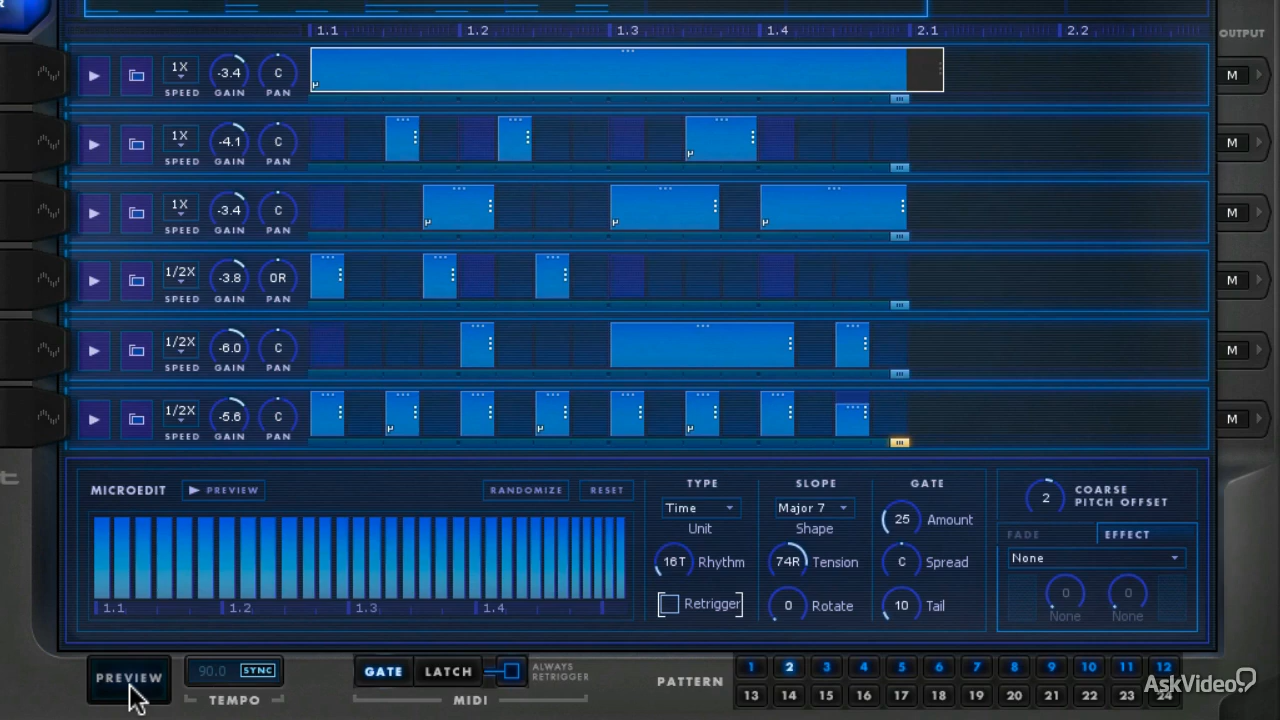 1.1 1.2 1.3 1.4 2.1 2.2
OUTPUT
1X -3.4 C M
SPEED GAIN PAN
µ
1X -4.1 C M
SPEED GAIN PAN
µ
1X -3.4 C M
SPEED GAIN PAN
µ µ µ
1/2X -3.8 0R M
SPEED GAIN PAN
1/2X -6.0 C M
SPEED GAIN PAN
1/2X -5.6 C M
SPEED GAIN PAN
µ µ µ
MICROEDIT PREVIEW RANDOMIZE RESET
1.1 1.2 1.3 1.4
TYPE
Time
Unit
16T Rhythm
Retrigger
SLOPE
Major 7
Shape
74R Tension
0 Rotate
GATE
25 Amount
C Spread
10 Tail
2 COARSE
PITCH OFFSET
FADE EFFECT
None
0 0
None None
PREVIEW
90.0 SYNC
TEMPO
GATE LATCH
ALWAYS
RETRIGGER
MIDI
PATTERN
1 2 3 4 5 6 7 8 9 10 11 12
13 14 15 16 17 18 19 20 21 22 23 24
AskVideo